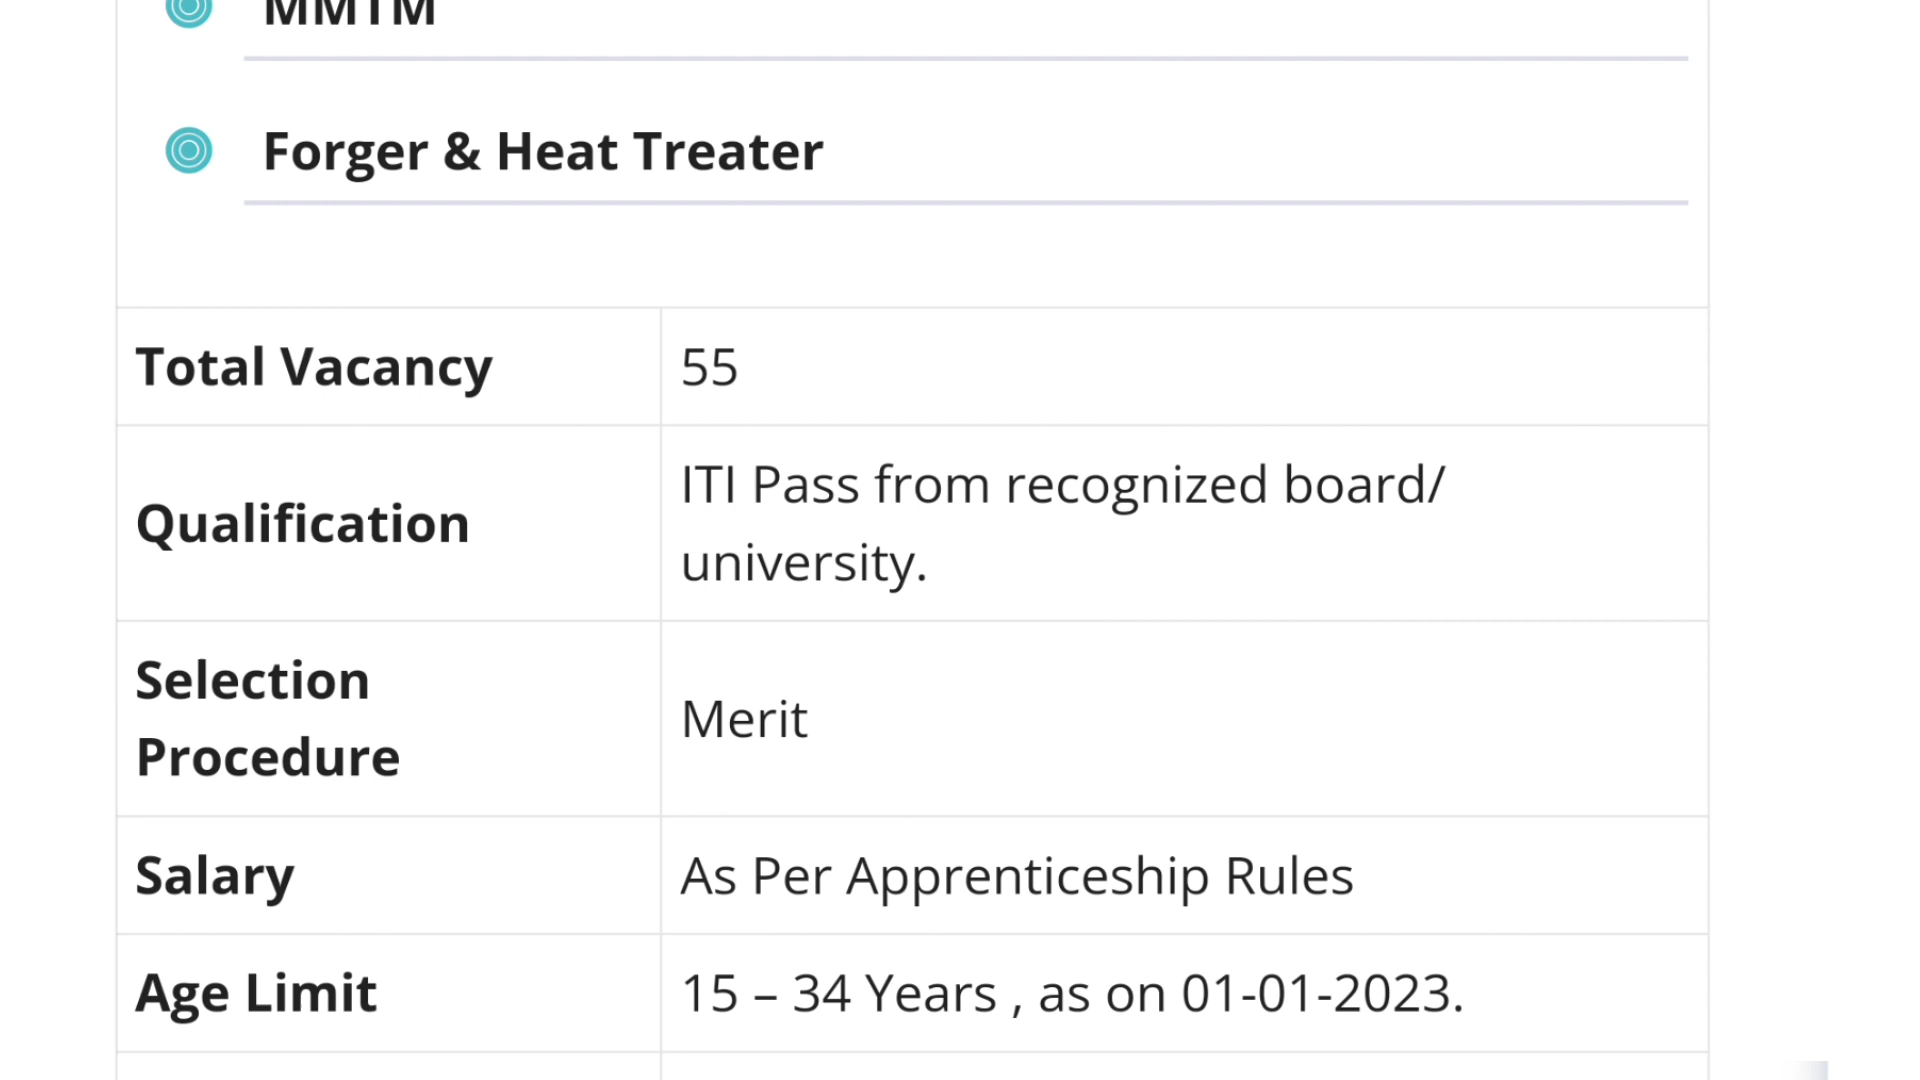 MMTM
Forger & Heat Treater
Total Vacancy
55
Qualification
ITI Pass from recognized board/
university.
Selection
Procedure
Merit
Salary
As Per Apprenticeship Rules
Age Limit
15 – 34 Years , as on 01-01-2023.